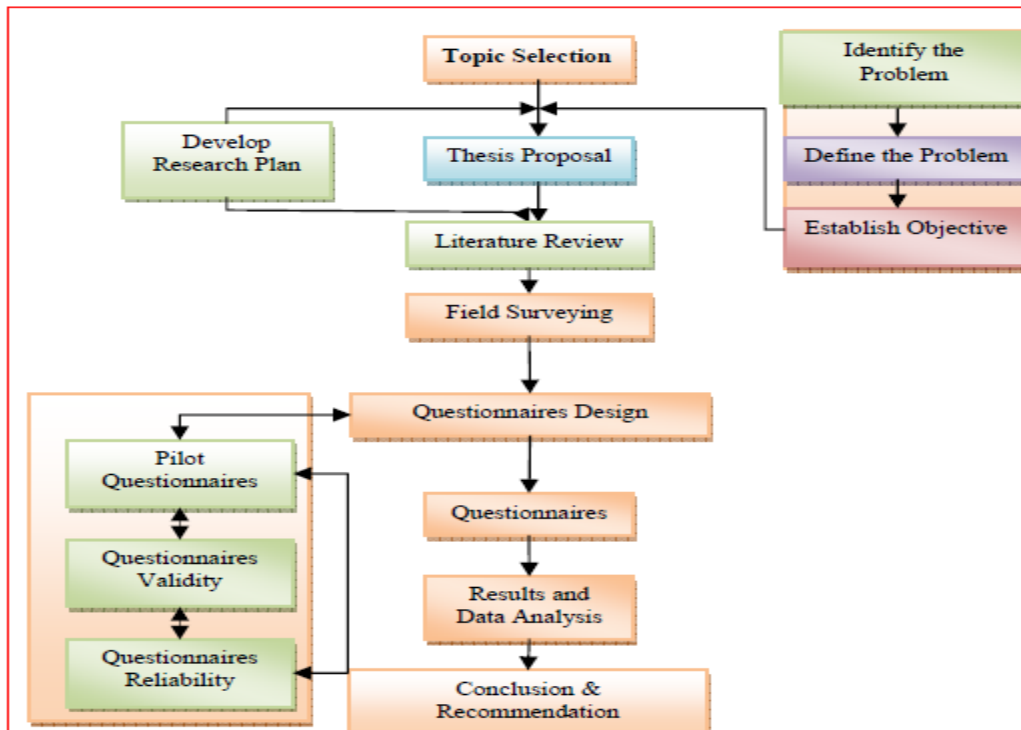 Topic Selection
Identify the
Problem
Develop
Research Plan
Thesis Proposal
Define the Problem
Literature Review
Establish Objective
Field Surveying
Questionnaires Design
Pilot
Questionnaires
Questionnaires
Questionnaires
Validity
Results and
Data Analysis
Questionnaires
Reliability
Conclusion &
Recommendation